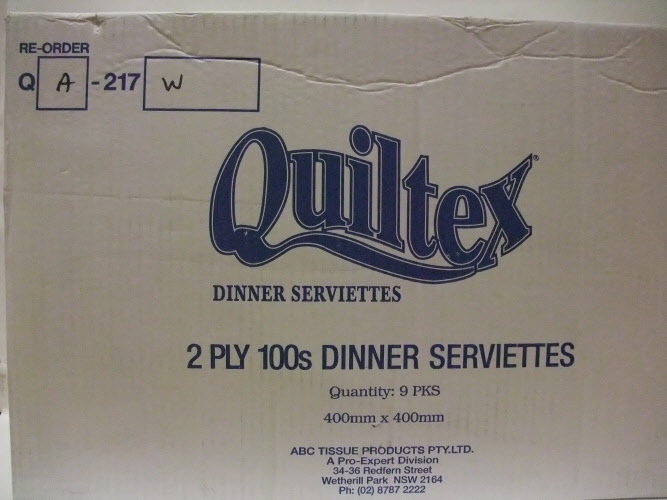 RE-ORDER
Q A - 217 W
Quiltex®
DINNER SERVIETTES
2 PLY 100s DINNER SERVIETTES
Quantity: 9 PKS
400mm x 400mm
ABC TISSUE PRODUCTS PTY.LTD.
A Pro-Expert Division
34-36 Redfern Street
Wetherill Park NSW 2164
Ph: (02) 8787 2222